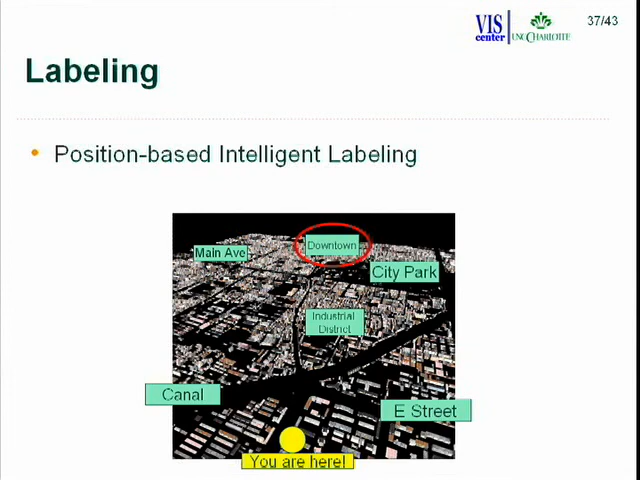 VIS
center
UNC CHARLOTTE
37/43
Labeling
• Position-based Intelligent Labeling
Downtown
Main Ave
City Park
Industrial
District
Canal
E Street
You are here!